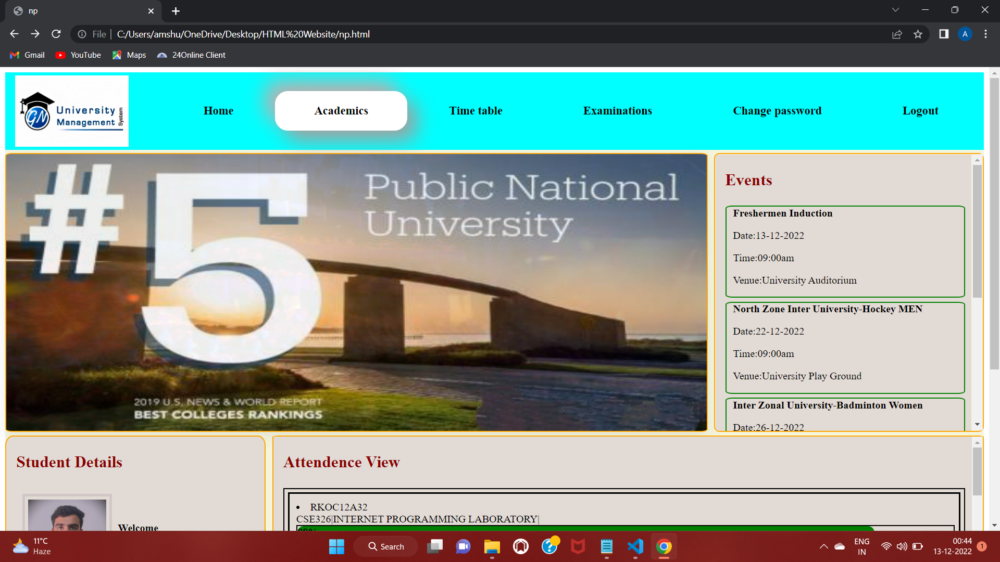 np
File
C:/Users/amshu/OneDrive/Desktop/HTML%20Website/np.html
A
Gmail
YouTube
Maps
24Online Client
GN
University
Management
System
Home
Academics
Time table
Examinations
Change password
Logout
#5
Public National
University
2019 U.S. NEWS & WORLD REPORT
BEST COLLEGES RANKINGS
Events
Freshermen Induction
Date:13-12-2022
Time:09:00am
Venue:University Auditorium
North Zone Inter University-Hockey MEN
Date:22-12-2022
Time:09:00am
Venue:University Play Ground
Inter Zonal University-Badminton Women
Date:26-12-2022
Student Details
Welcome
Attendence View
• RKOC12A32
CSE326|INTERNET PROGRAMMING LABORATORY|
11°C
Haze
Search
ENG
IN
00:44
13-12-2022
1